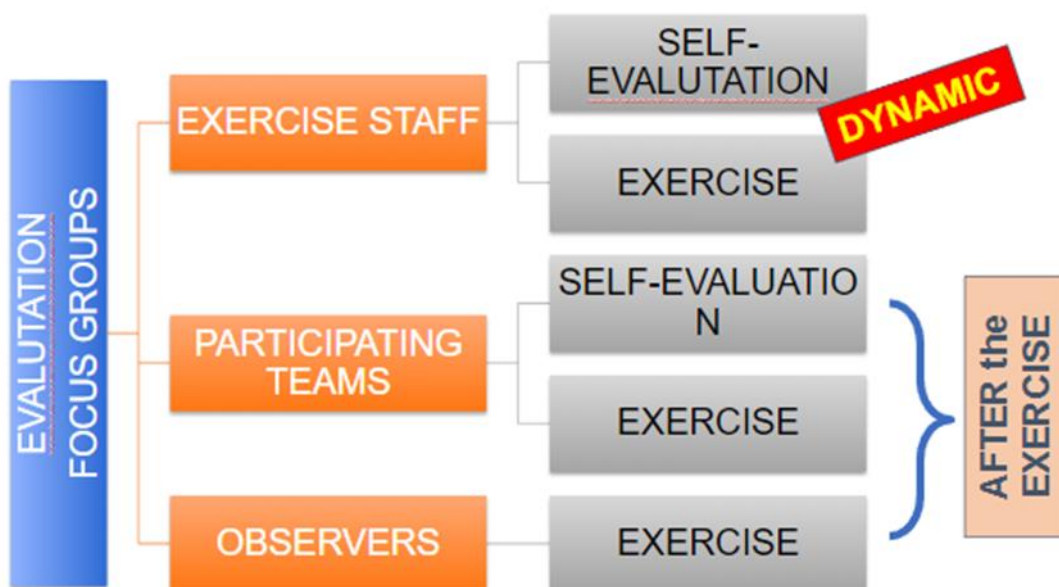 EVALUTATION
FOCUS GROUPS
EXERCISE STAFF
SELF-
EVALUTATION
DYNAMIC
EXERCISE
PARTICIPATING
TEAMS
SELF-EVALUATIO
N
EXERCISE
OBSERVERS
EXERCISE
AFTER the
EXERCISE